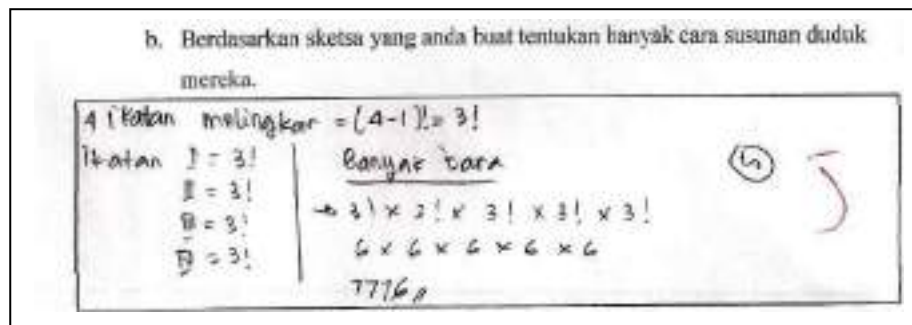 b. Berdasarkan sketsa yang anda buat tentukan banyak cara susunan duduk
mereka.
4 ikatan melingkar = (4-1)! = 3!
Ikatan I = 3!
II = 3!
III = 3!
IV = 3!
Banyak cara
→ 3! x 3! x 3! x 3! x 3!
6 x 6 x 6 x 6 x 6
7776 //
5